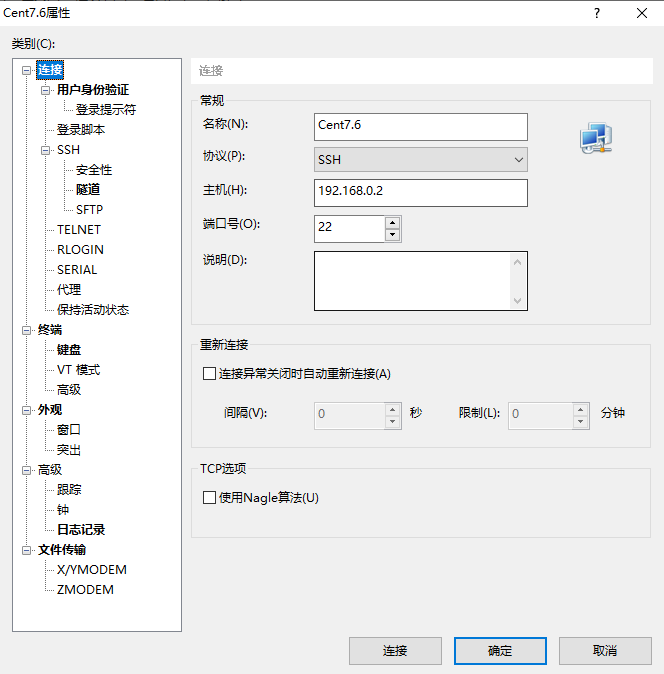 Cent7.6属性
类别(C):
连接
用户身份验证
登录提示符
登录脚本
SSH
安全性
隧道
SFTP
TELNET
RLOGIN
SERIAL
代理
保持活动状态
终端
键盘
VT 模式
高级
外观
窗口
突出
高级
跟踪
钟
日志记录
文件传输
X/YMODEM
ZMODEM
连接
常规
名称(N): Cent7.6
协议(P): SSH
主机(H): 192.168.0.2
端口号(O): 22
说明(D):
重新连接
连接异常关闭时自动重新连接(A)
间隔(V): 0 秒 限制(L): 0 分钟
TCP选项
使用Nagle算法(U)
连接 确定 取消